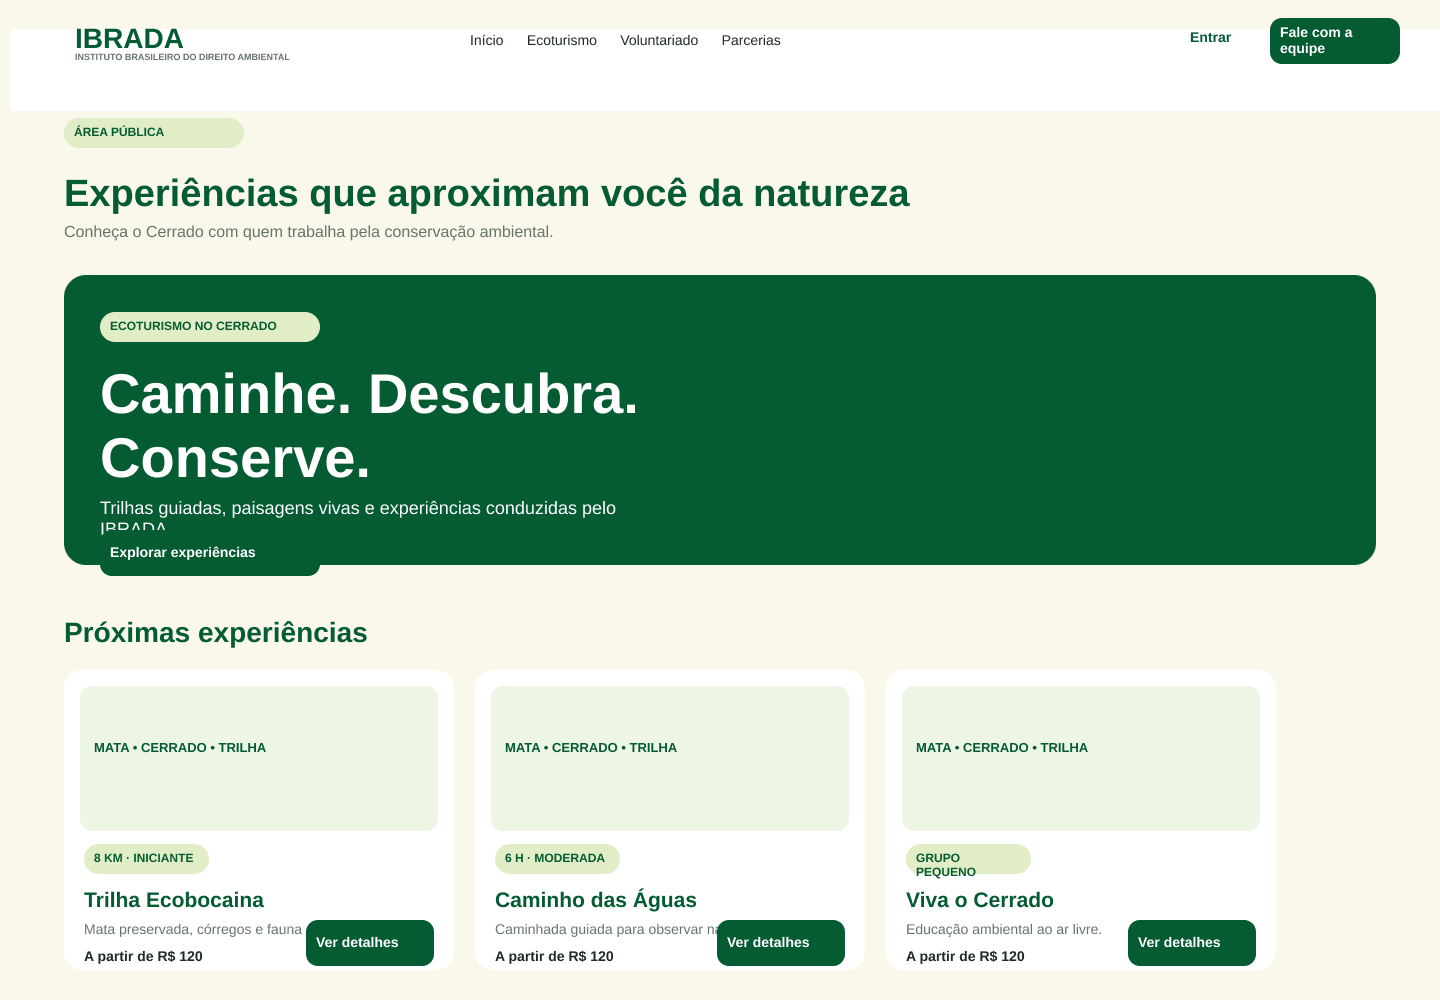 IBRADA
INSTITUTO BRASILEIRO DO DIREITO AMBIENTAL
Início Ecoturismo Voluntariado Parcerias
Entrar
Fale com a
equipe
ÁREA PÚBLICA
Experiências que aproximam você da natureza
Conheça o Cerrado com quem trabalha pela conservação ambiental.
ECOTURISMO NO CERRADO
Caminhe. Descubra.
Conserve.
Trilhas guiadas, paisagens vivas e experiências conduzidas pelo
IBRADA
Explorar experiências
Próximas experiências
MATA • CERRADO • TRILHA
8 KM · INICIANTE
Trilha Ecobocaina
Mata preservada, córregos e fauna
A partir de R$ 120
Ver detalhes
MATA • CERRADO • TRILHA
6 H · MODERADA
Caminho das Águas
Caminhada guiada para observar
A partir de R$ 120
Ver detalhes
MATA • CERRADO • TRILHA
GRUPO
PEQUENO
Viva o Cerrado
Educação ambiental ao ar livre.
A partir de R$ 120
Ver detalhes